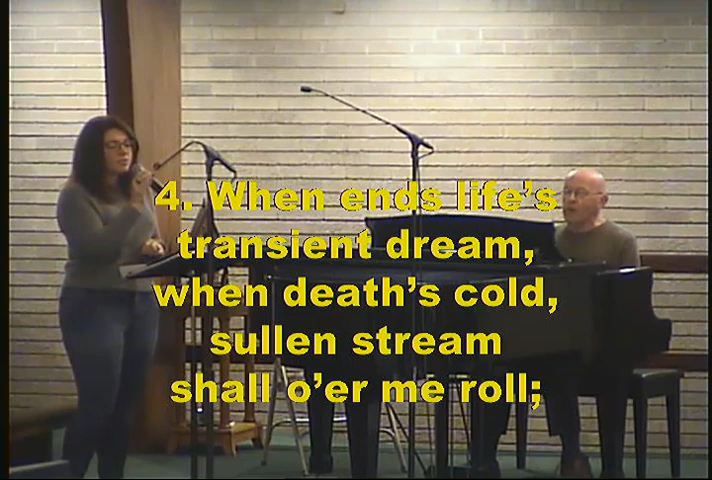 4. When ends life's
transient dream,
when death's cold,
sullen stream
shall o'er me roll;